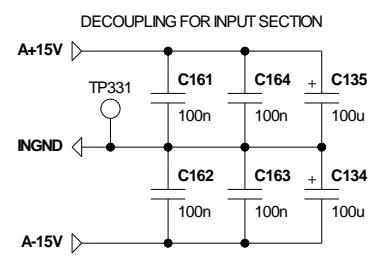 DECOUPLING FOR INPUT SECTION
A+15V
TP331
C161
C164
+ C135
100n
100n
100u
INGND
C162
C163
+ C134
100n
100n
100u
A-15V